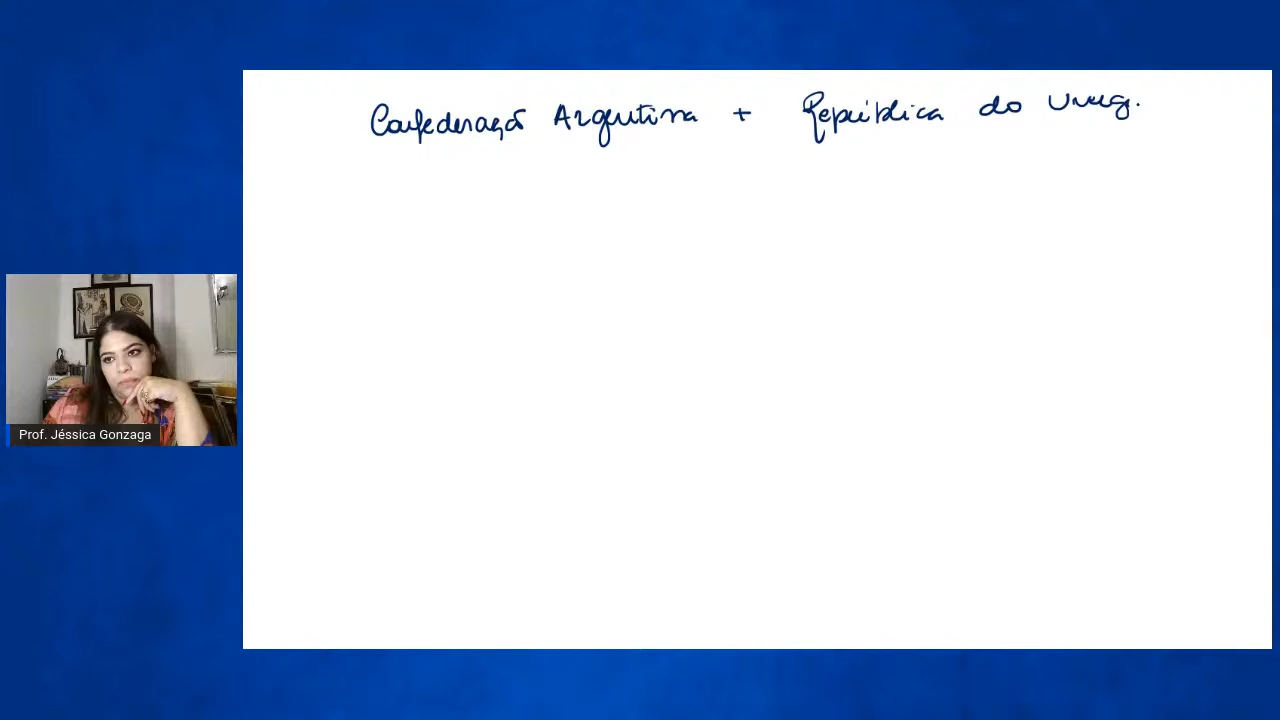 Confederação Argentina + República do Urug.
Prof. Jéssica Gonzaga